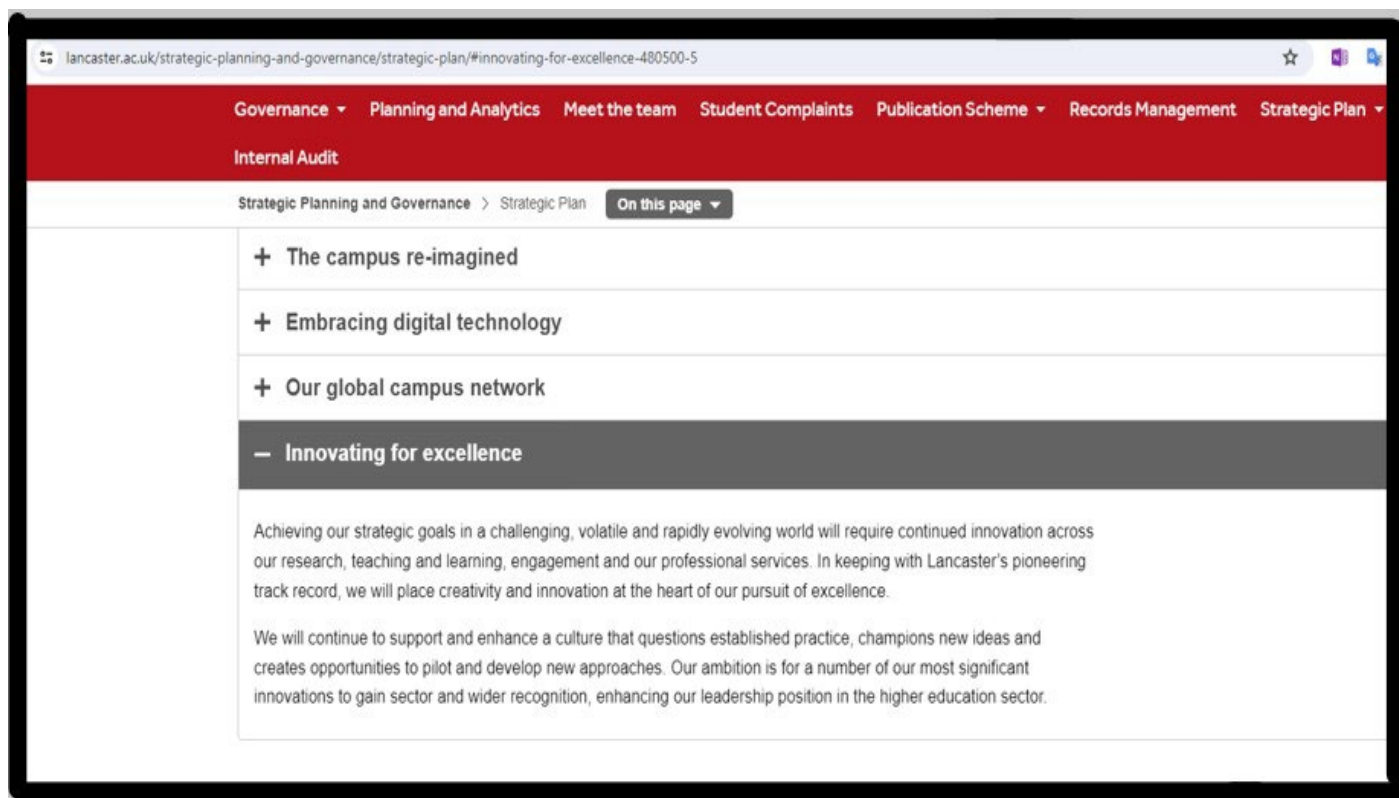 lancaster.ac.uk/strategic-planning-and-governance/strategic-plan/#innovating-for-excellence-480500-5
Governance Planning and Analytics Meet the team Student Complaints Publication Scheme Records Management Strategic Plan
Internal Audit
Strategic Planning and Governance > Strategic Plan On this page
+ The campus re-imagined
+ Embracing digital technology
+ Our global campus network
– Innovating for excellence
Achieving our strategic goals in a challenging, volatile and rapidly evolving world will require continued innovation across
our research, teaching and learning, engagement and our professional services. In keeping with Lancaster's pioneering
track record, we will place creativity and innovation at the heart of our pursuit of excellence.
We will continue to support and enhance a culture that questions established practice, champions new ideas and
creates opportunities to pilot and develop new approaches. Our ambition is for a number of our most significant
innovations to gain sector and wider recognition, enhancing our leadership position in the higher education sector.